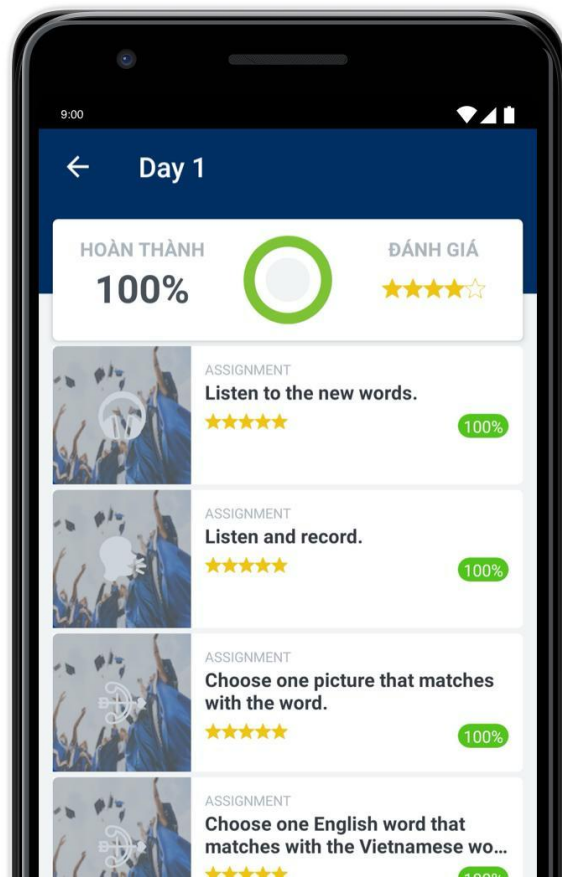 9:00
Day 1
HOÀN THÀNH
100%
ĐÁNH GIÁ
ASSIGNMENT
Listen to the new words.
100%
ASSIGNMENT
Listen and record.
100%
ASSIGNMENT
Choose one picture that matches
with the word.
100%
ASSIGNMENT
Choose one English word that
matches with the Vietnamese wo...
100%